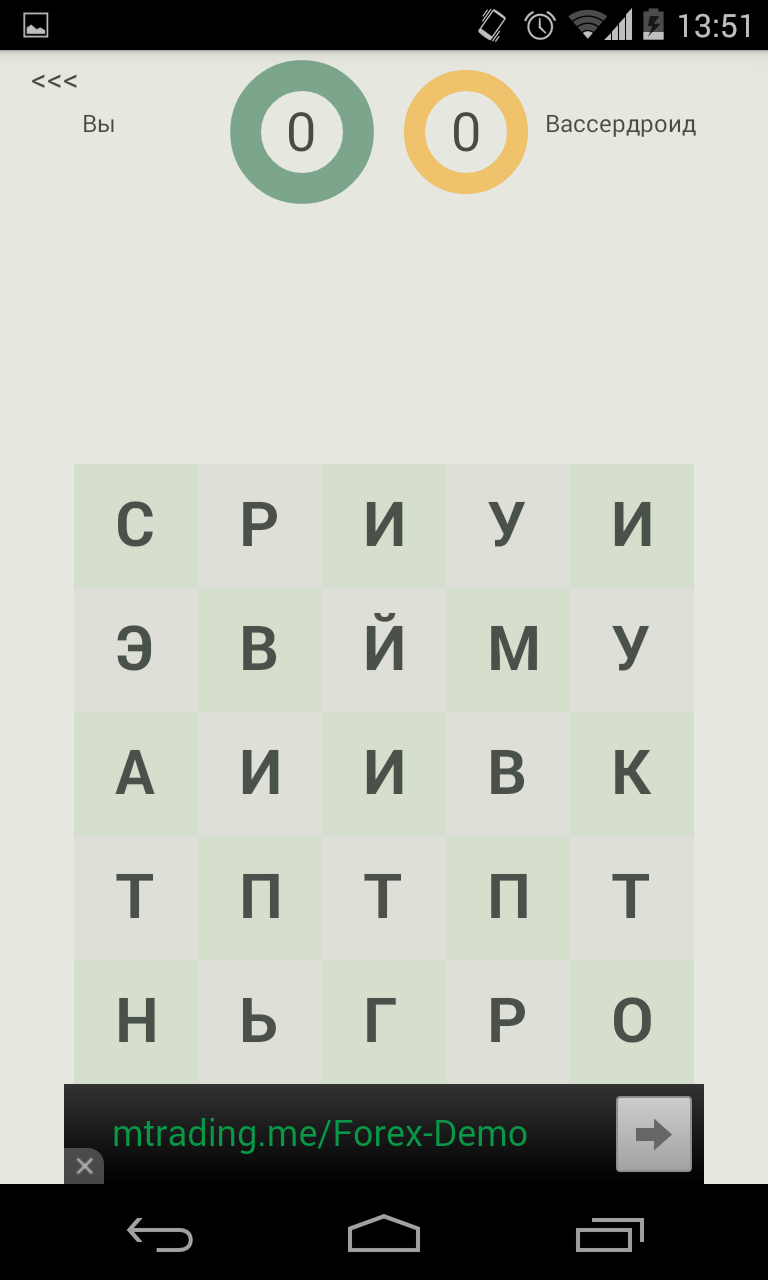 13:51
<<<
Вы 0 0 Вассердроид
С Р И У И
Э В Й М У
А И И В К
Т П Т П Т
Н Ь Г Р О
mtrading.me/Forex-Demo